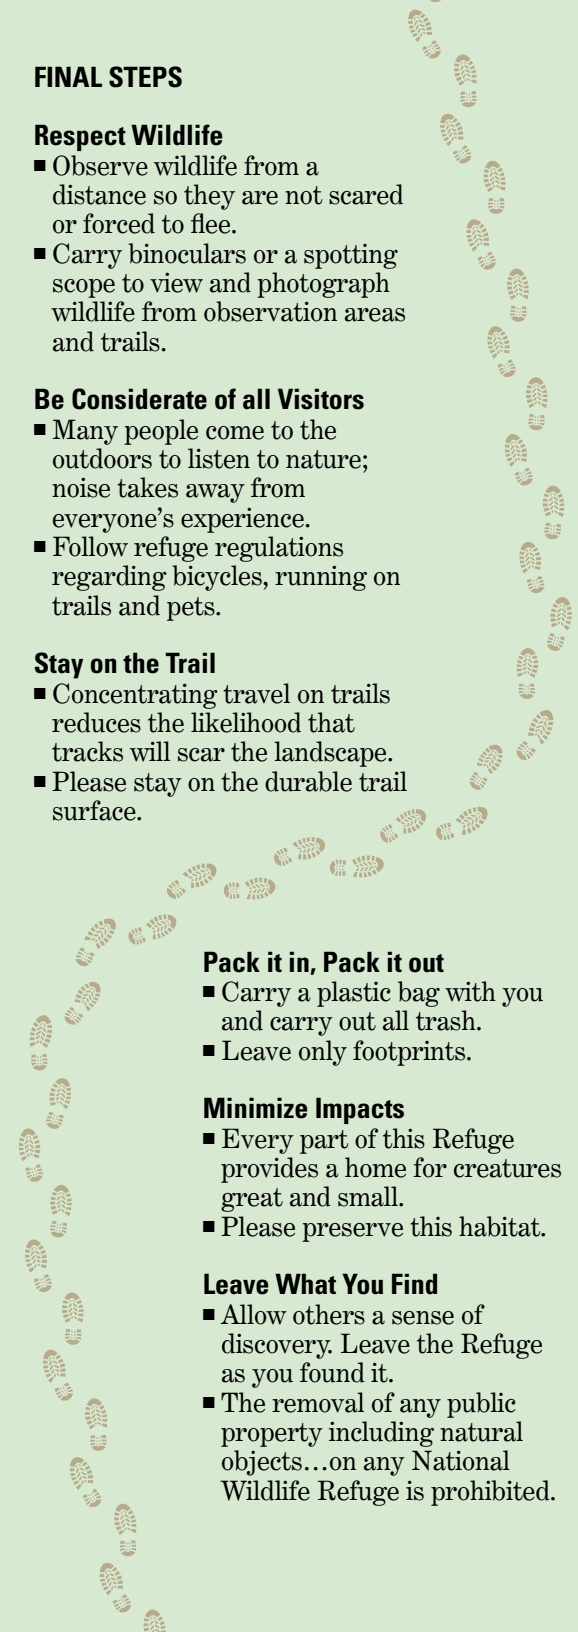 FINAL STEPS
Respect Wildlife
■ Observe wildlife from a
distance so they are not scared
or forced to flee.
■ Carry binoculars or a spotting
scope to view and photograph
wildlife from observation areas
and trails.
Be Considerate of all Visitors
■ Many people come to the
outdoors to listen to nature;
noise takes away from
everyone’s experience.
■ Follow refuge regulations
regarding bicycles, running on
trails and pets.
Stay on the Trail
■ Concentrating travel on trails
reduces the likelihood that
tracks will scar the landscape.
■ Please stay on the durable trail
surface.
Pack it in, Pack it out
■ Carry a plastic bag with you
and carry out all trash.
■ Leave only footprints.
Minimize Impacts
■ Every part of this Refuge
provides a home for creatures
great and small.
■ Please preserve this habitat.
Leave What You Find
■ Allow others a sense of
discovery. Leave the Refuge
as you found it.
■ The removal of any public
property including natural
objects…on any National
Wildlife Refuge is prohibited.